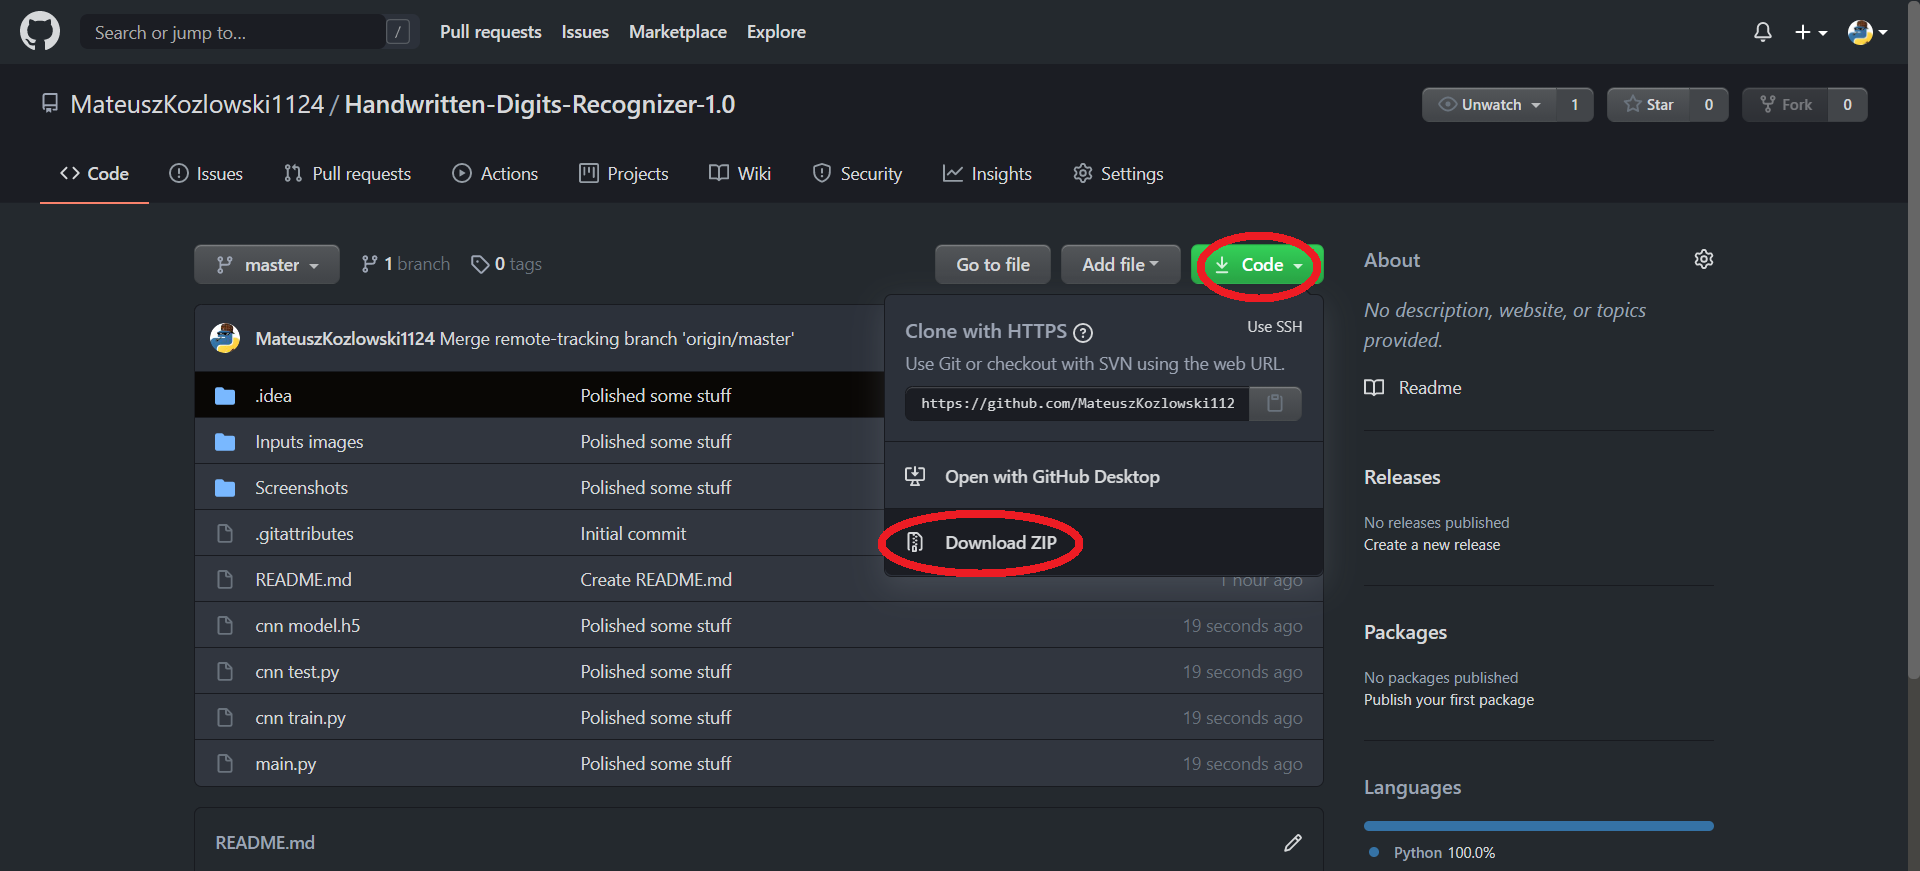 Search or jump to... /
Pull requests Issues Marketplace Explore
MateuszKozlowski1124 / Handwritten-Digits-Recognizer-1.0
Unwatch 1 Star 0 Fork 0
Code Issues Pull requests Actions Projects Wiki Security Insights Settings
master 1 branch 0 tags
Go to file Add file Code
Clone with HTTPS ?
Use SSH
Use Git or checkout with SVN using the web URL.
https://github.com/MateuszKozlowski112
Open with GitHub Desktop
Download ZIP
MateuszKozlowski1124 Merge remote-tracking branch 'origin/master'
.idea Polished some stuff
Inputs images Polished some stuff
Screenshots Polished some stuff
.gitattributes Initial commit
README.md Create README.md 1 hour ago
cnn model.h5 Polished some stuff 19 seconds ago
cnn test.py Polished some stuff 19 seconds ago
cnn train.py Polished some stuff 19 seconds ago
main.py Polished some stuff 19 seconds ago
README.md
About
No description, website, or topics
provided.
Readme
Releases
No releases published
Create a new release
Packages
No packages published
Publish your first package
Languages
Python 100.0%